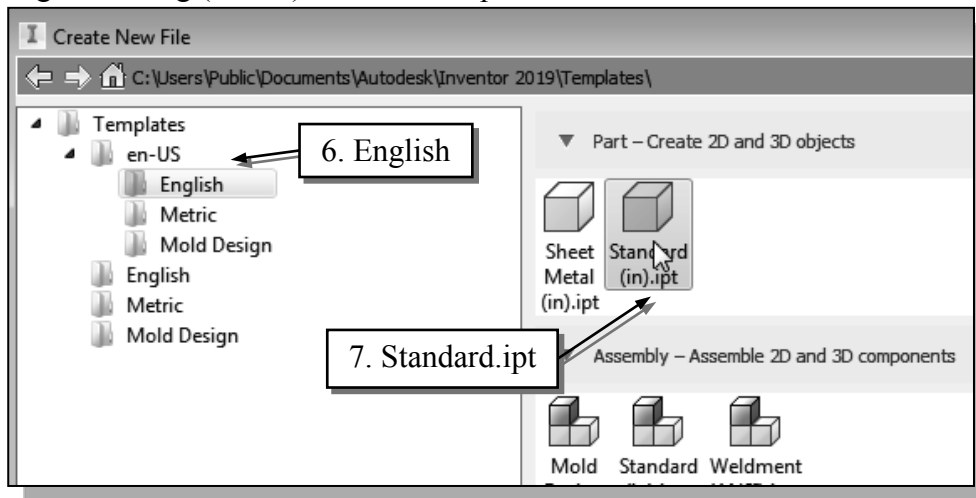 Create New File
C:\Users\Public\Documents\Autodesk\Inventor 2019\Templates\
Templates
en-US
English
Metric
Mold Design
English
Metric
Mold Design
6. English
Part – Create 2D and 3D objects
Sheet Metal (in).ipt
Standard (in).ipt
7. Standard.ipt
Assembly – Assemble 2D and 3D components
Mold
Standard
Weldment